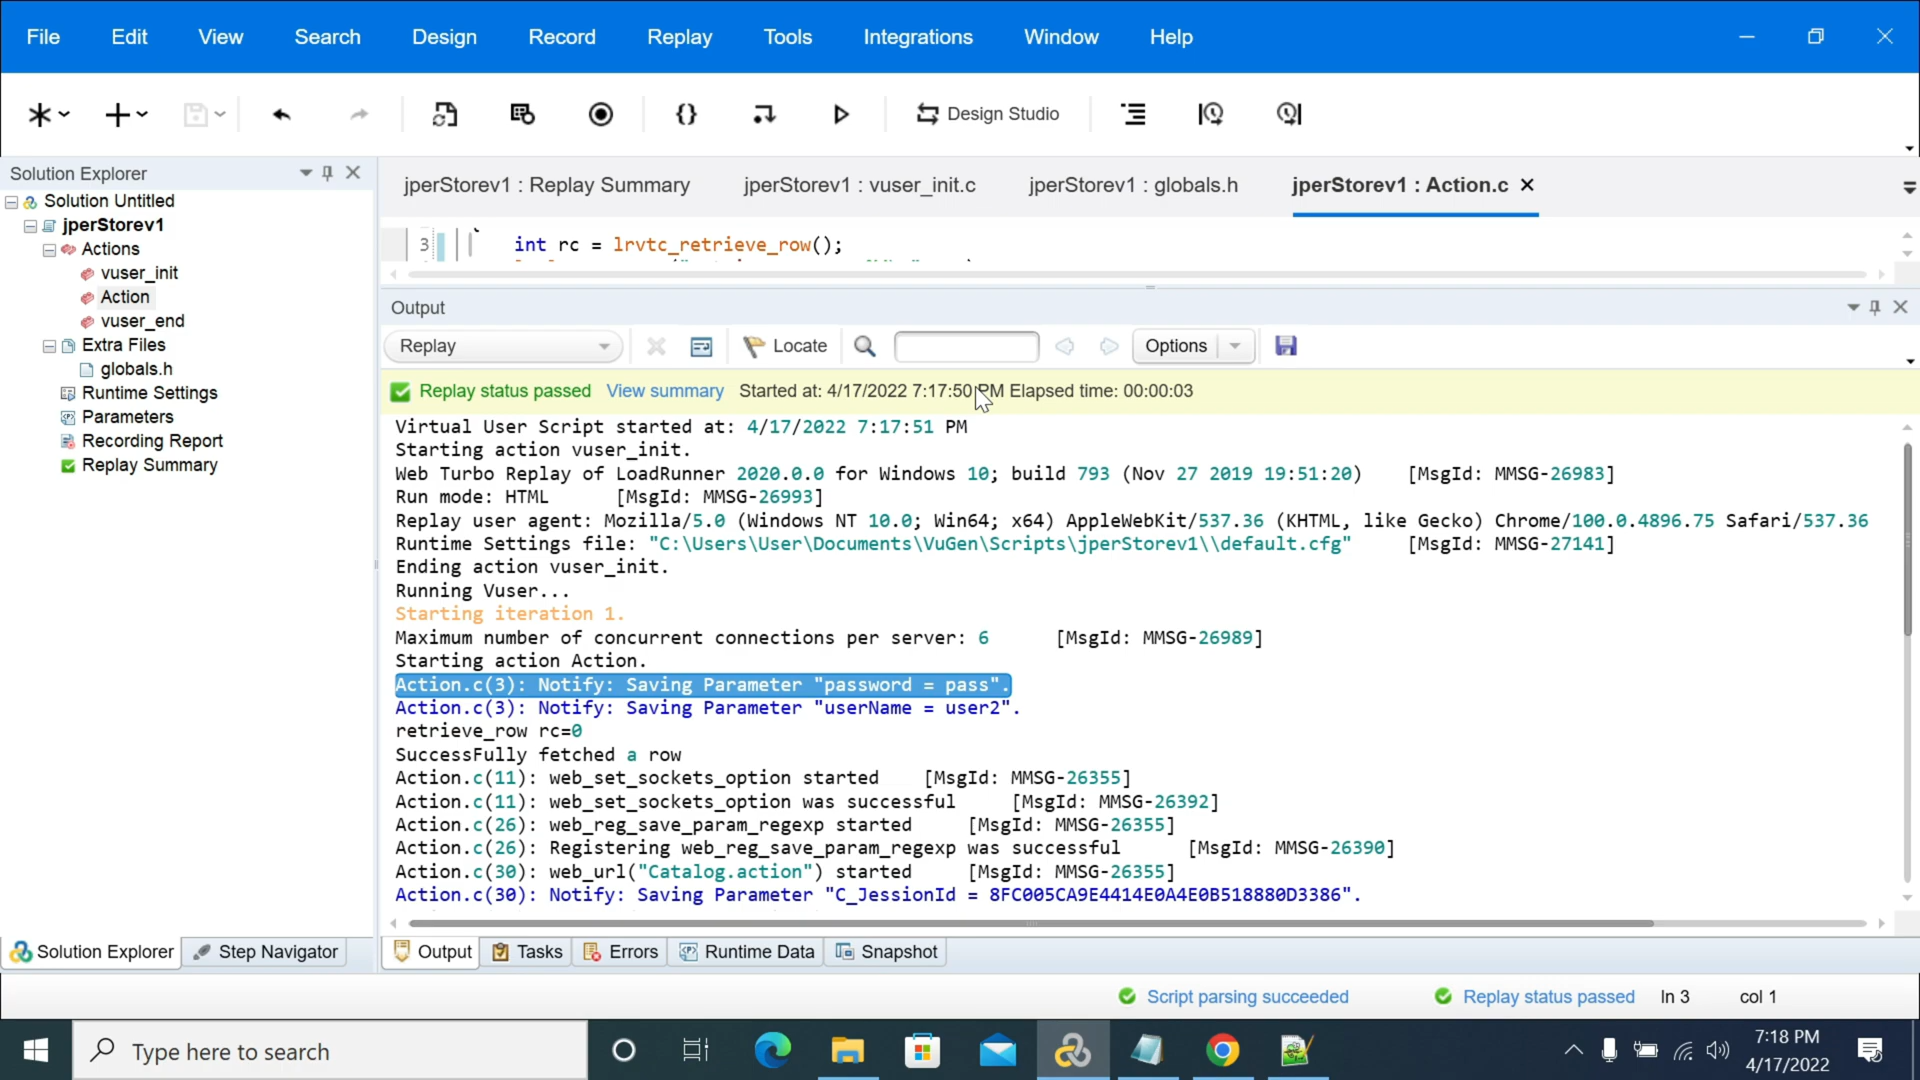 File Edit View Search Design Record Replay Tools Integrations Window Help
Design Studio
Solution Explorer
Solution Untitled
jperStorev1
Actions
vuser_init
Action
vuser_end
Extra Files
globals.h
Runtime Settings
Parameters
Recording Report
Replay Summary
jperStorev1 : Replay Summary jperStorev1 : vuser_init.c jperStorev1 : globals.h jperStorev1 : Action.c
3 int rc = lrvtc_retrieve_row();
Output
Replay Locate Options
Replay status passed View summary Started at: 4/17/2022 7:17:50 PM Elapsed time: 00:00:03
Virtual User Script started at: 4/17/2022 7:17:51 PM
Starting action vuser_init.
Web Turbo Replay of LoadRunner 2020.0.0 for Windows 10; build 793 (Nov 27 2019 19:51:20) [MsgId: MMSG-26983]
Run mode: HTML [MsgId: MMSG-26993]
Replay user agent: Mozilla/5.0 (Windows NT 10.0; Win64; x64) AppleWebKit/537.36 (KHTML, like Gecko) Chrome/100.0.4896.75 Safari/537.36
Runtime Settings file: "C:\Users\User\Documents\VuGen\Scripts\jperStorev1\\default.cfg" [MsgId: MMSG-27141]
Ending action vuser_init.
Running Vuser...
Starting iteration 1.
Maximum number of concurrent connections per server: 6 [MsgId: MMSG-26989]
Starting action Action.
Action.c(3): Notify: Saving Parameter "password = pass".
Action.c(3): Notify: Saving Parameter "userName = user2".
retrieve_row rc=0
SuccessFully fetched a row
Action.c(11): web_set_sockets_option started [MsgId: MMSG-26355]
Action.c(11): web_set_sockets_option was successful [MsgId: MMSG-26392]
Action.c(26): web_reg_save_param_regexp started [MsgId: MMSG-26355]
Action.c(26): Registering web_reg_save_param_regexp was successful [MsgId: MMSG-26390]
Action.c(30): web_url("Catalog.action") started [MsgId: MMSG-26355]
Action.c(30): Notify: Saving Parameter "C_JessionId = 8FC005CA9E4414E0A4E0B518880D3386".
Solution Explorer Step Navigator Output Tasks Errors Runtime Data Snapshot
Script parsing succeeded Replay status passed ln 3 col 1
Type here to search
7:18 PM
4/17/2022